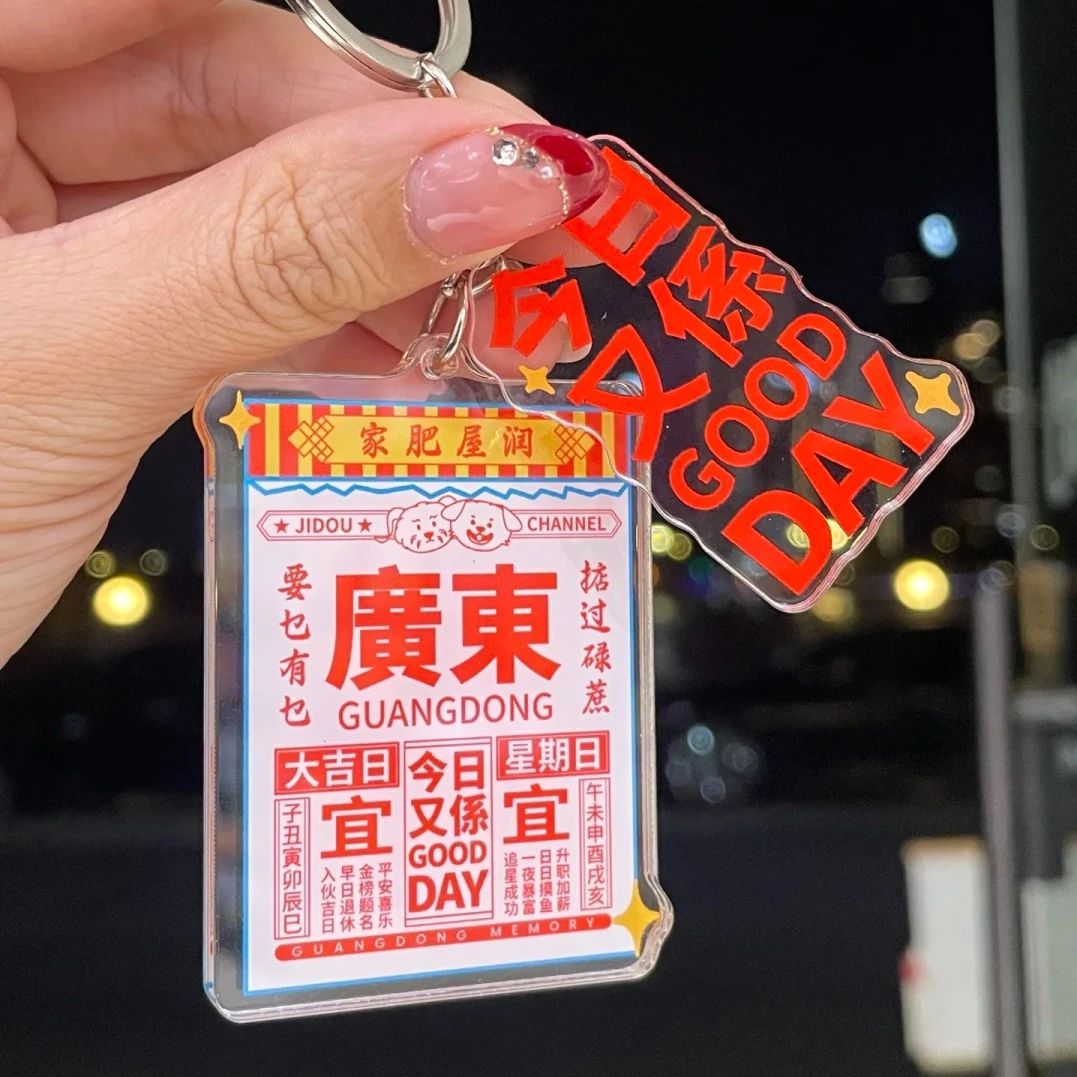 今日
又係
GOOD
DAY
家肥屋润
JIDOU
CHANNEL
要乜有乜
廣東
掂过碌蔗
GUANGDONG
大吉日
今日
又係
GOOD
DAY
星期日
子丑寅卯辰巳
宜
宜
午未申酉戌亥
平安喜乐
金榜题名
早日退休
入伙吉日
升职加薪
日日摸鱼
一夜暴富
追星成功
GUANGDONG MEMORY